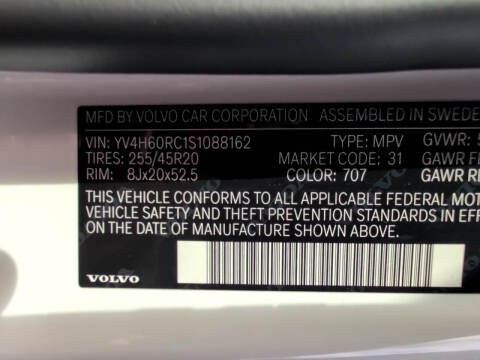 MFD BY VOLVO CAR CORPORATION ASSEMBLED IN SWEDE
VIN: YV4H60RC1S1088162 TYPE: MPV GVWR: 5
TIRES: 255/45R20 MARKET CODE: 31 GAWR F
RIM: 8Jx20x52.5 COLOR: 707 GAWR R
THIS VEHICLE CONFORMS TO ALL APPLICABLE FEDERAL MOT
VEHICLE SAFETY AND THEFT PREVENTION STANDARDS IN EFF
ON THE DATE OF MANUFACTURE SHOWN ABOVE.
VOLVO